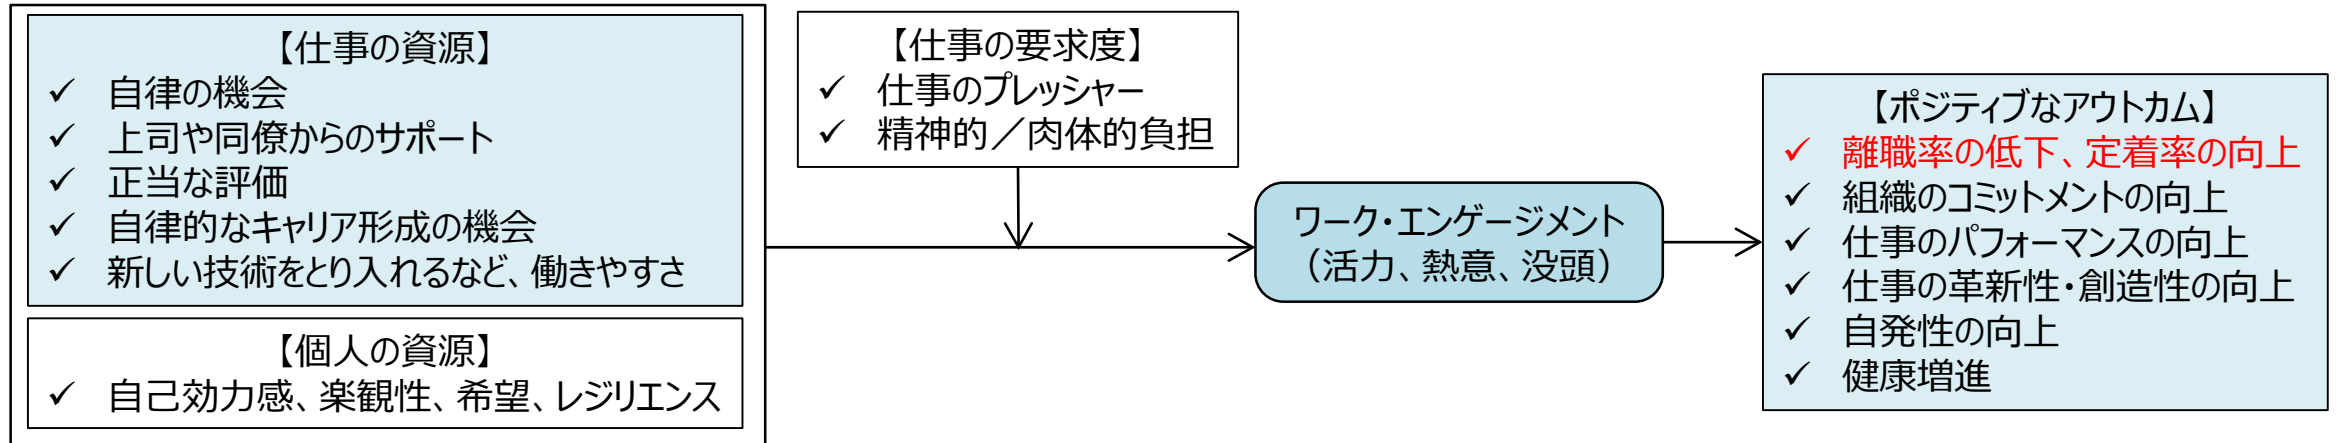 【仕事の資源】
✓ 自律の機会
✓ 上司や同僚からのサポート
✓ 正当な評価
✓ 自律的なキャリア形成の機会
✓ 新しい技術をとり入れるなど、働きやすさ
【個人の資源】
✓ 自己効力感、楽観性、希望、レジリエンス
【仕事の要求度】
✓ 仕事のプレッシャー
✓ 精神的／肉体的負担
ワーク・エンゲージメント
（活力、熱意、没頭）
【ポジティブなアウトカム】
✓ 離職率の低下、定着率の向上
✓ 組織のコミットメントの向上
✓ 仕事のパフォーマンスの向上
✓ 仕事の革新性・創造性の向上
✓ 自発性の向上
✓ 健康増進